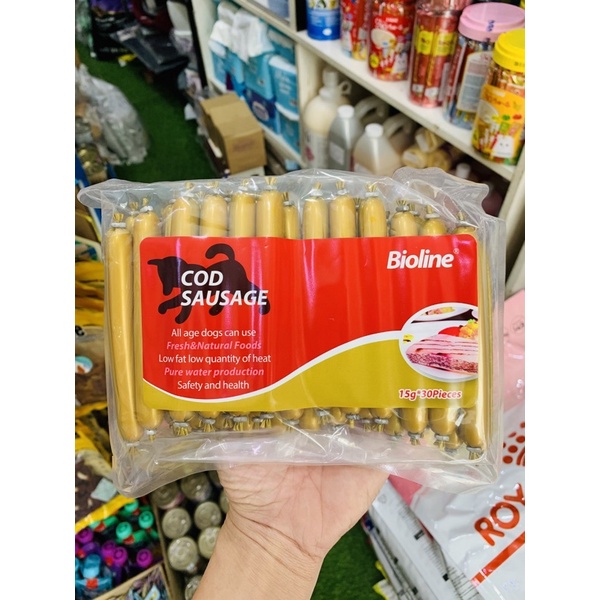 Bioline®
COD
SAUSAGE
All age dogs can use
Fresh&Natural Foods
Low fat low quantity of heat
Pure water production
Safety and health
15g*30Pieces
ROY